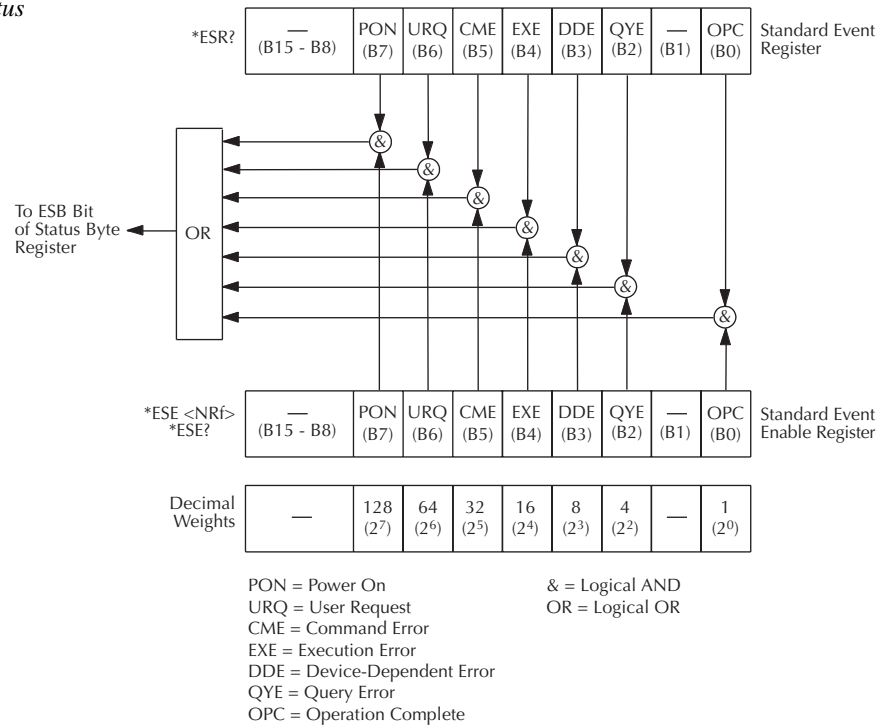 tus
*ESR?
—
(B15 - B8)
PON
(B7)
URQ
(B6)
CME
(B5)
EXE
(B4)
DDE
(B3)
QYE
(B2)
—
(B1)
OPC
(B0)
Standard Event
Register
&
&
&
&
&
&
&
To ESB Bit
of Status Byte
Register
OR
*ESE <NRf>
*ESE?
—
(B15 - B8)
PON
(B7)
URQ
(B6)
CME
(B5)
EXE
(B4)
DDE
(B3)
QYE
(B2)
—
(B1)
OPC
(B0)
Standard Event
Enable Register
Decimal
Weights
—
128
(2⁷)
64
(2⁶)
32
(2⁵)
16
(2⁴)
8
(2³)
4
(2²)
—
1
(2⁰)
PON = Power On
URQ = User Request
CME = Command Error
EXE = Execution Error
DDE = Device-Dependent Error
QYE = Query Error
OPC = Operation Complete
& = Logical AND
OR = Logical OR